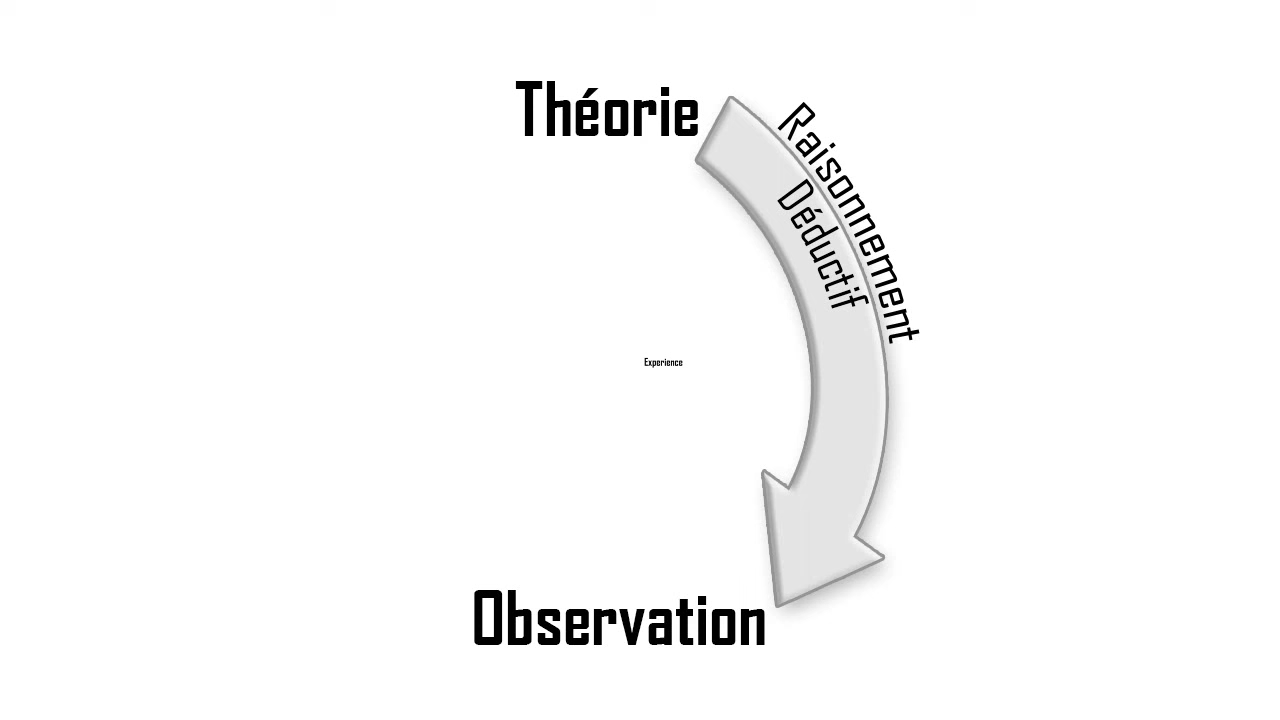 Théorie
Raisonnement
Déductif
Experience
Observation